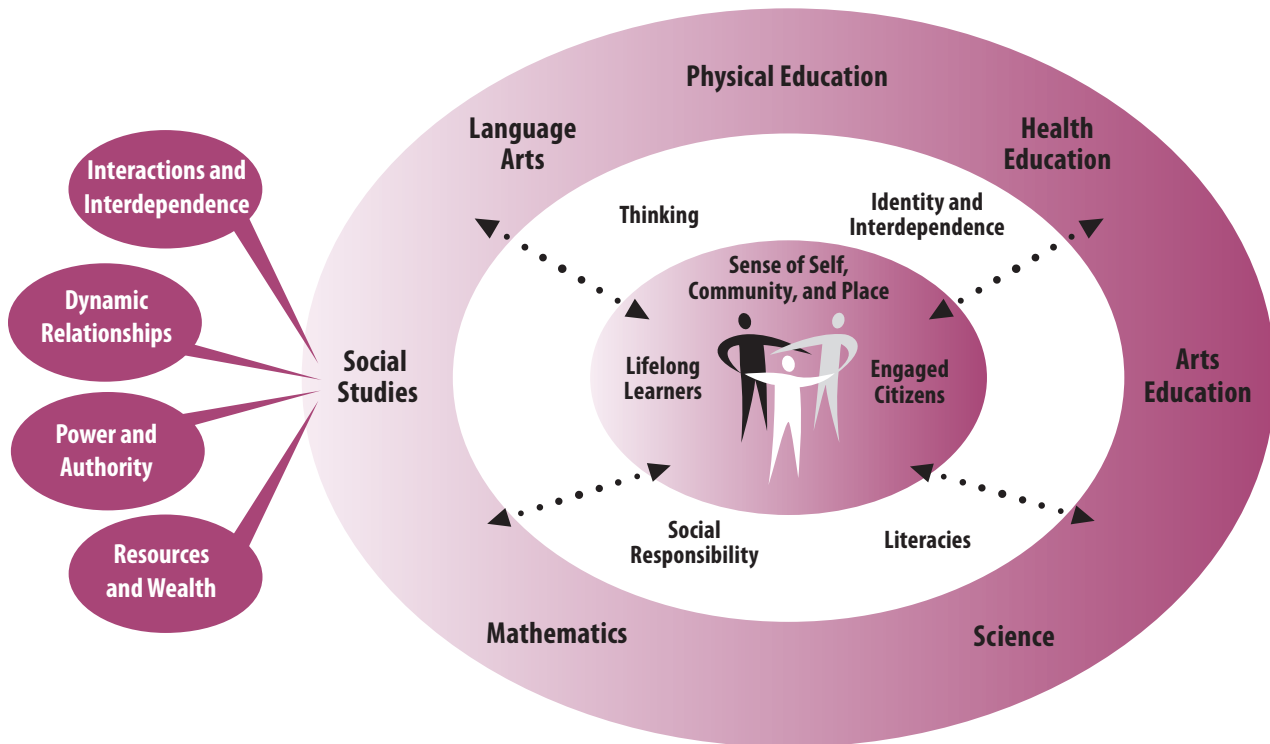 Physical Education
Language
Arts
Health
Education
Interactions and
Interdependence
Thinking
Identity and
Interdependence
Sense of Self,
Community, and Place
Dynamic
Relationships
Social
Studies
Lifelong
Learners
Engaged
Citizens
Arts
Education
Power and
Authority
Social
Responsibility
Literacies
Resources
and Wealth
Mathematics
Science